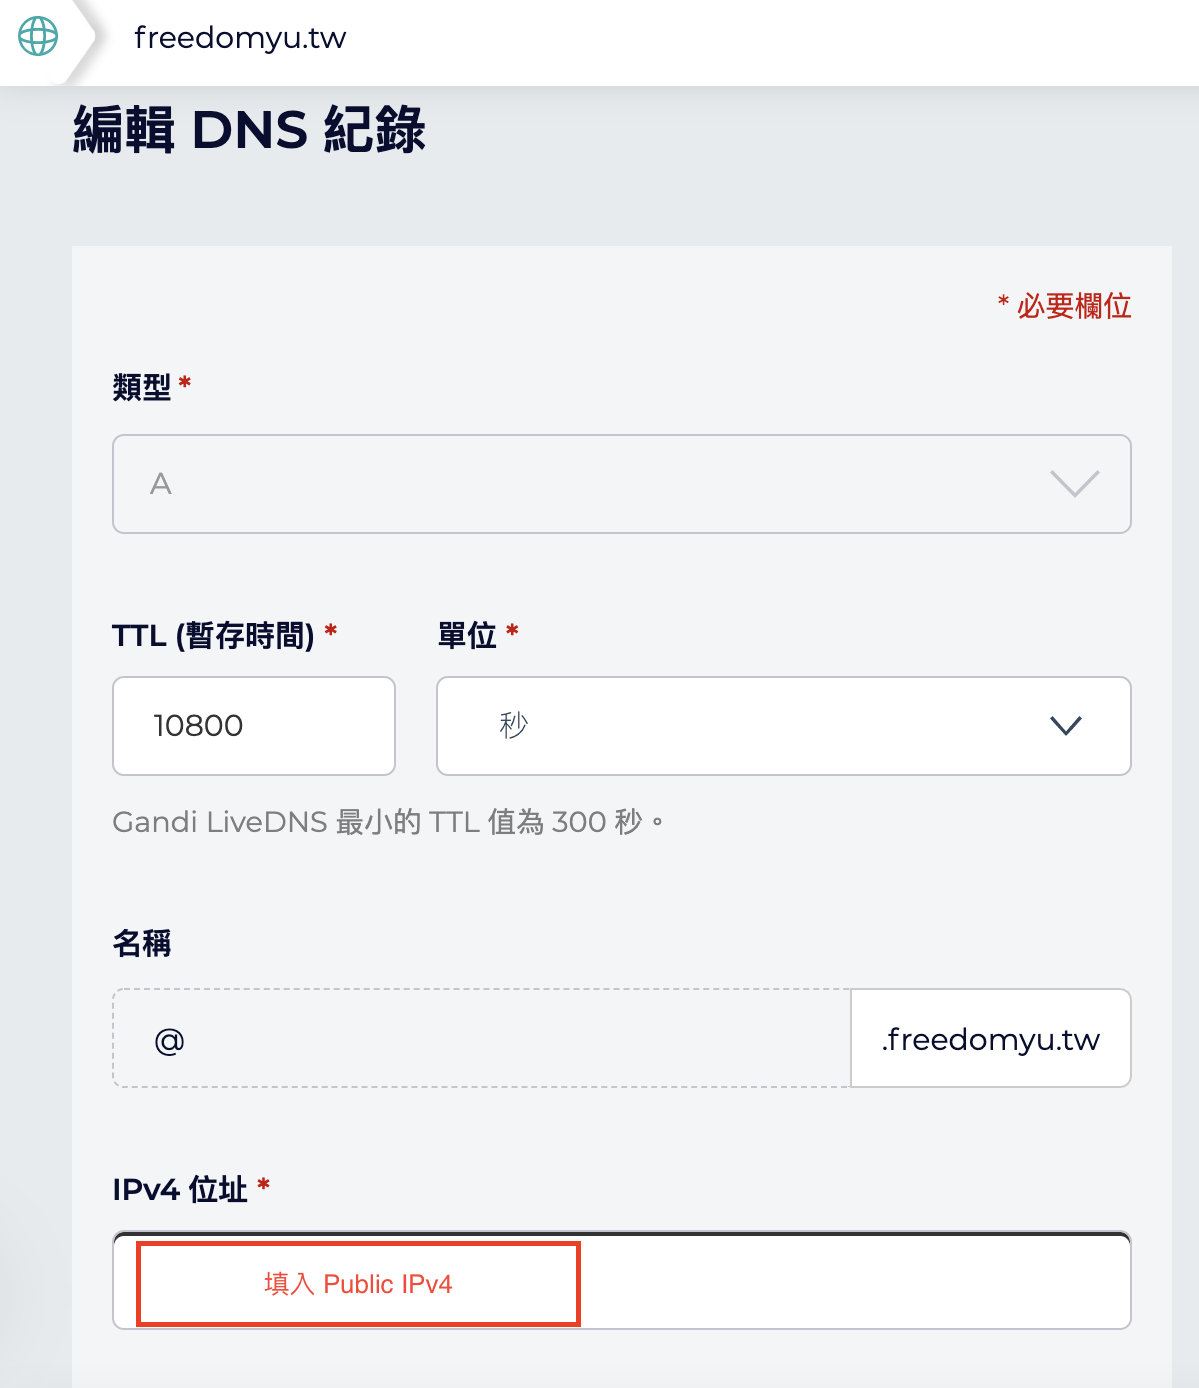 freedomyu.tw
編輯 DNS 紀錄
* 必要欄位
類型 *
A
TTL (暫存時間) * 單位 *
10800 秒
Gandi LiveDNS 最小的 TTL 值為 300 秒。
名稱
@ .freedomyu.tw
IPv4 位址 *
填入 Public IPv4